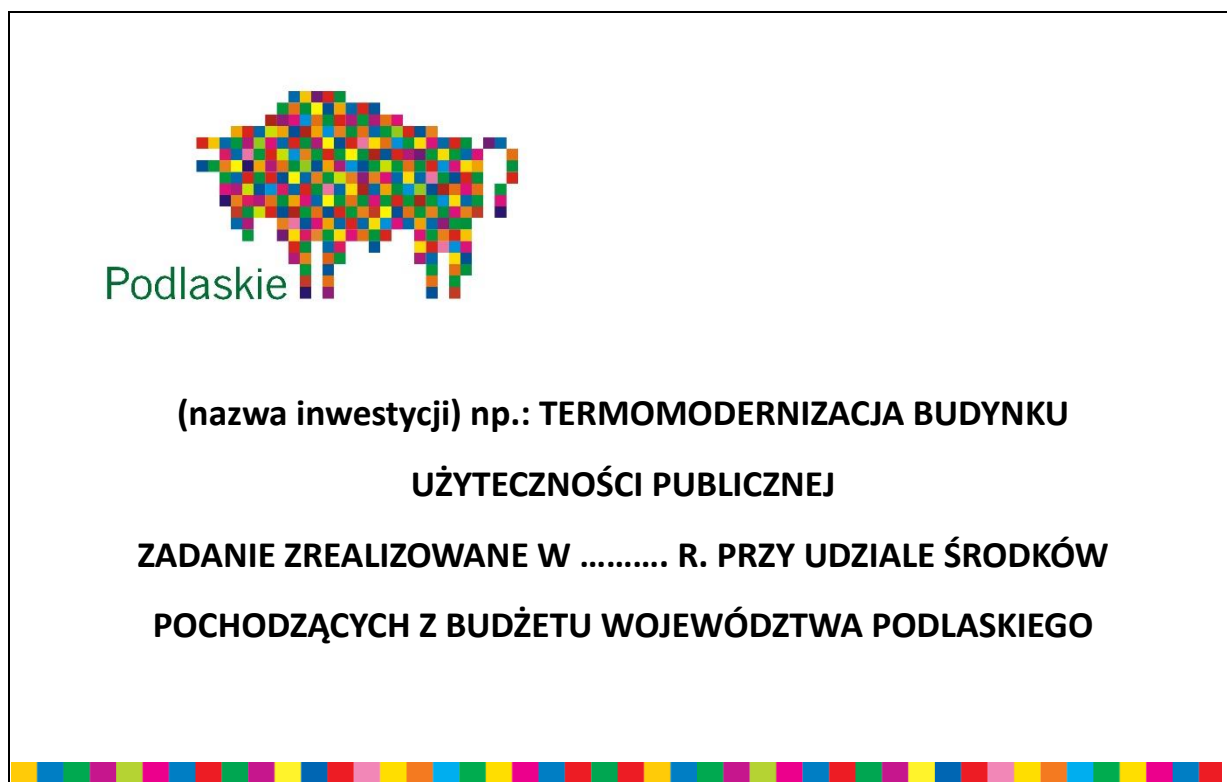 Podlaskie
(nazwa inwestycji) np.: TERMOMODERNIZACJA BUDYNKU
UŻYTECZNOŚCI PUBLICZNEJ
ZADANIE ZREALIZOWANE W ………. R. PRZY UDZIALE ŚRODKÓW
POCHODZĄCYCH Z BUDŻETU WOJEWÓDZTWA PODLASKIEGO